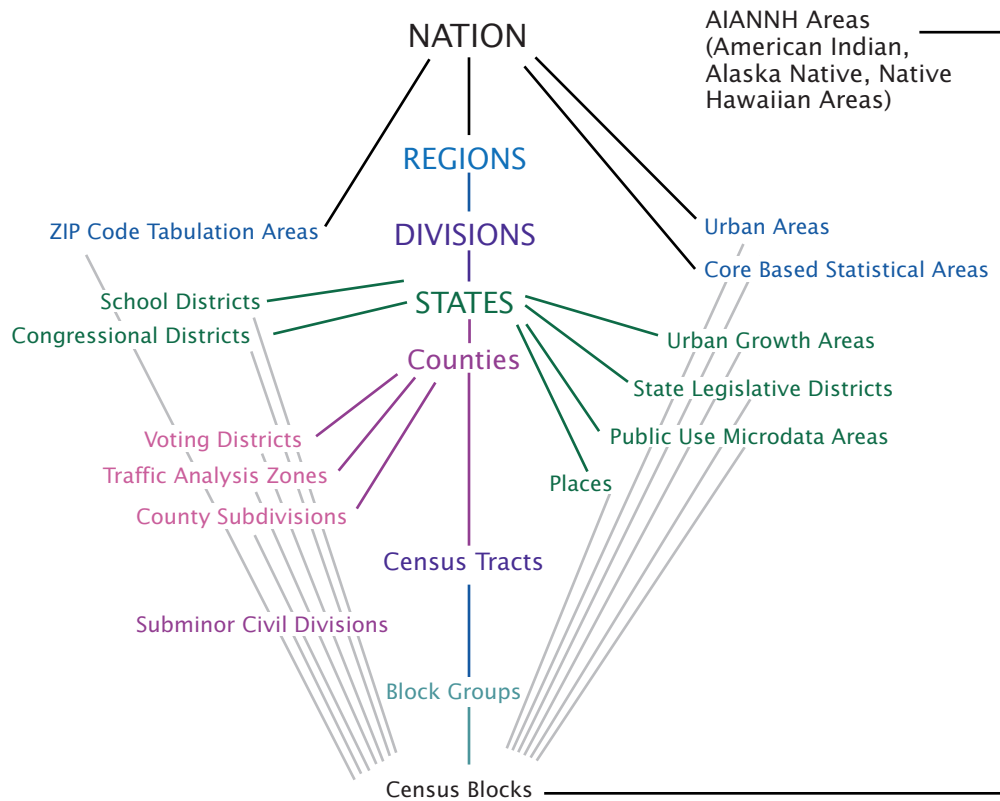 NATION
AIANNH Areas
(American Indian,
Alaska Native, Native
Hawaiian Areas)
REGIONS
ZIP Code Tabulation Areas
DIVISIONS
Urban Areas
Core Based Statistical Areas
School Districts
STATES
Congressional Districts
Urban Growth Areas
Counties
State Legislative Districts
Voting Districts
Public Use Microdata Areas
Traffic Analysis Zones
Places
County Subdivisions
Census Tracts
Subminor Civil Divisions
Block Groups
Census Blocks